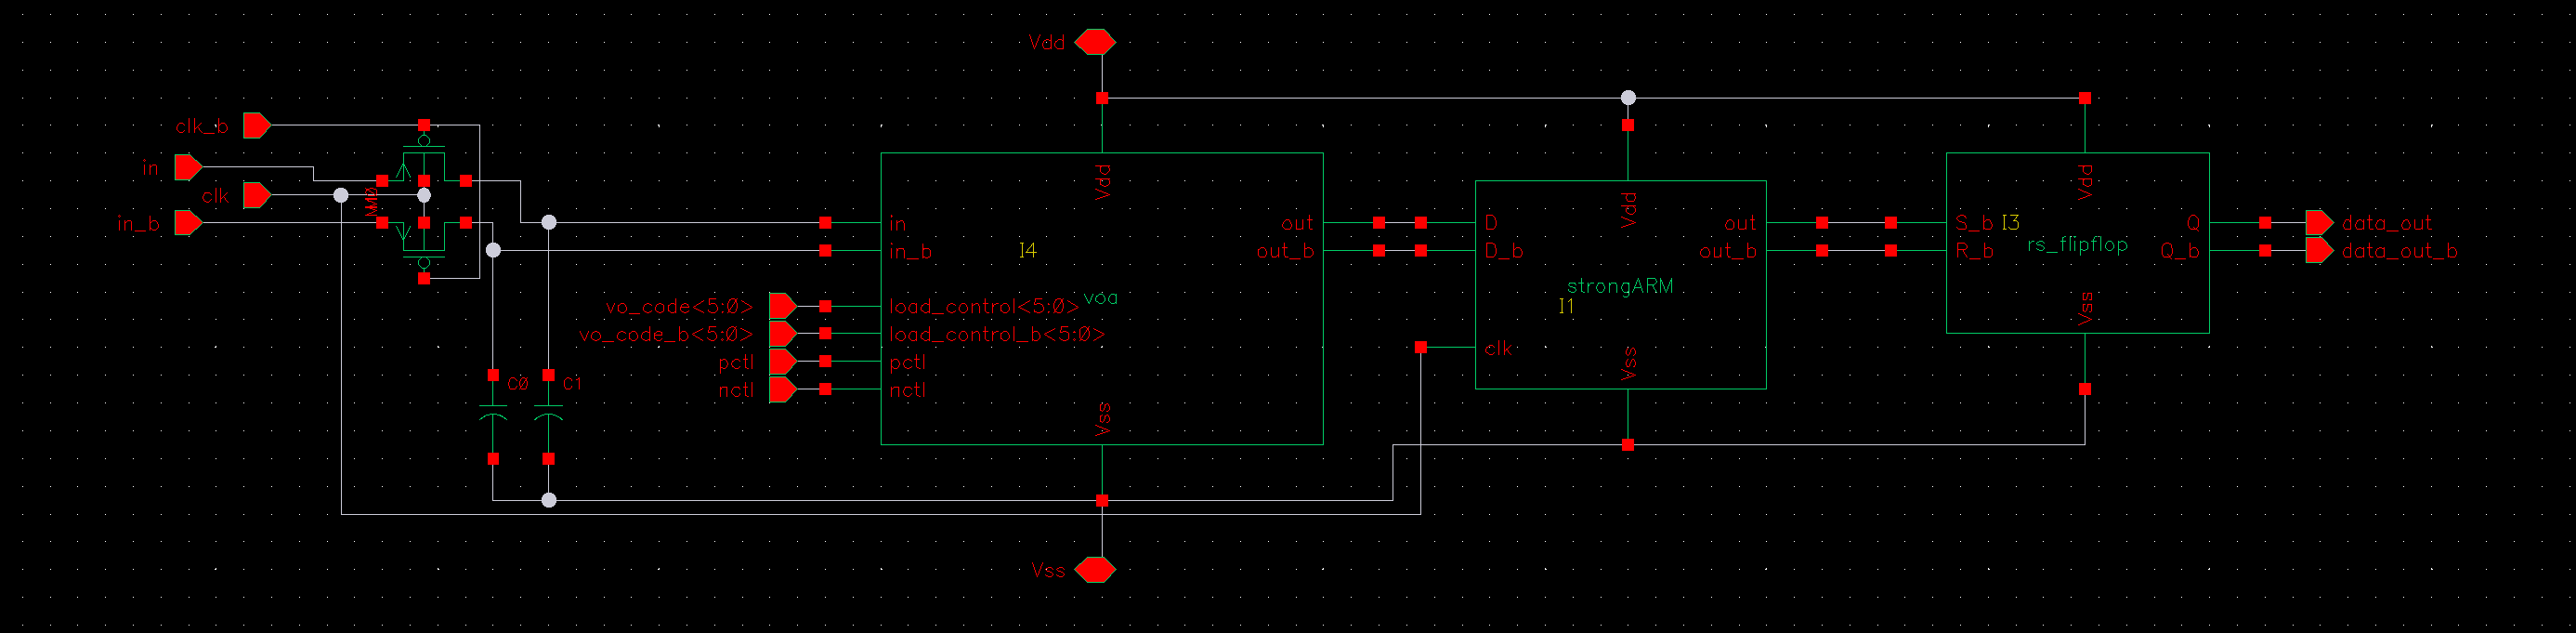 Vdd
clk_b
in
clk
in_b
Vdd
in
in_b
I4
out
out_b
vo_code<5:0>
load_control<5:0>
voa
vo_code_b<5:0>
load_control_b<5:0>
pctl
pctl
nctl
nctl
Vss
C0
C1
Vdd
D
D_b
out
out_b
strongARM
I1
clk
Vss
Vdd
S_b
I3
R_b
rs_flipflop
Q
Q_b
Vss
data_out
data_out_b
Vss